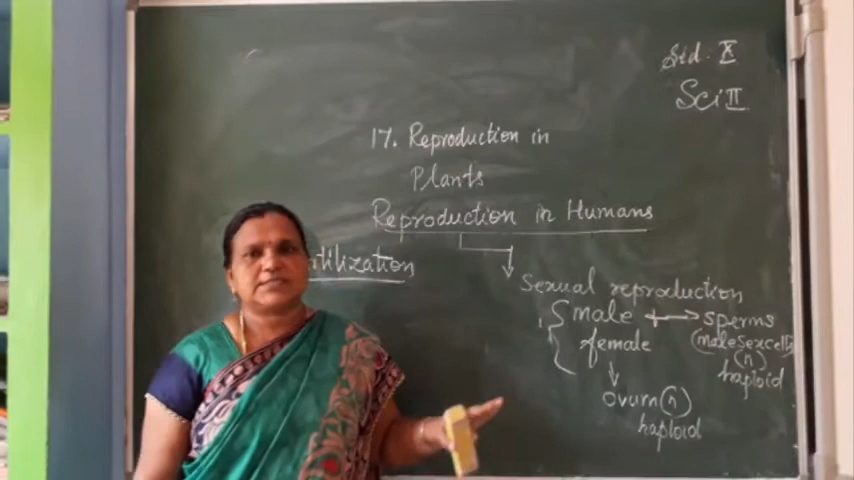 Std: X
Sci II
17. Reproduction in
Plants
Reproduction in Humans
rtilization
Sexual reproduction
male → sperms
(male sex cell)
(n)
haploid
female
ovum (n)
haploid